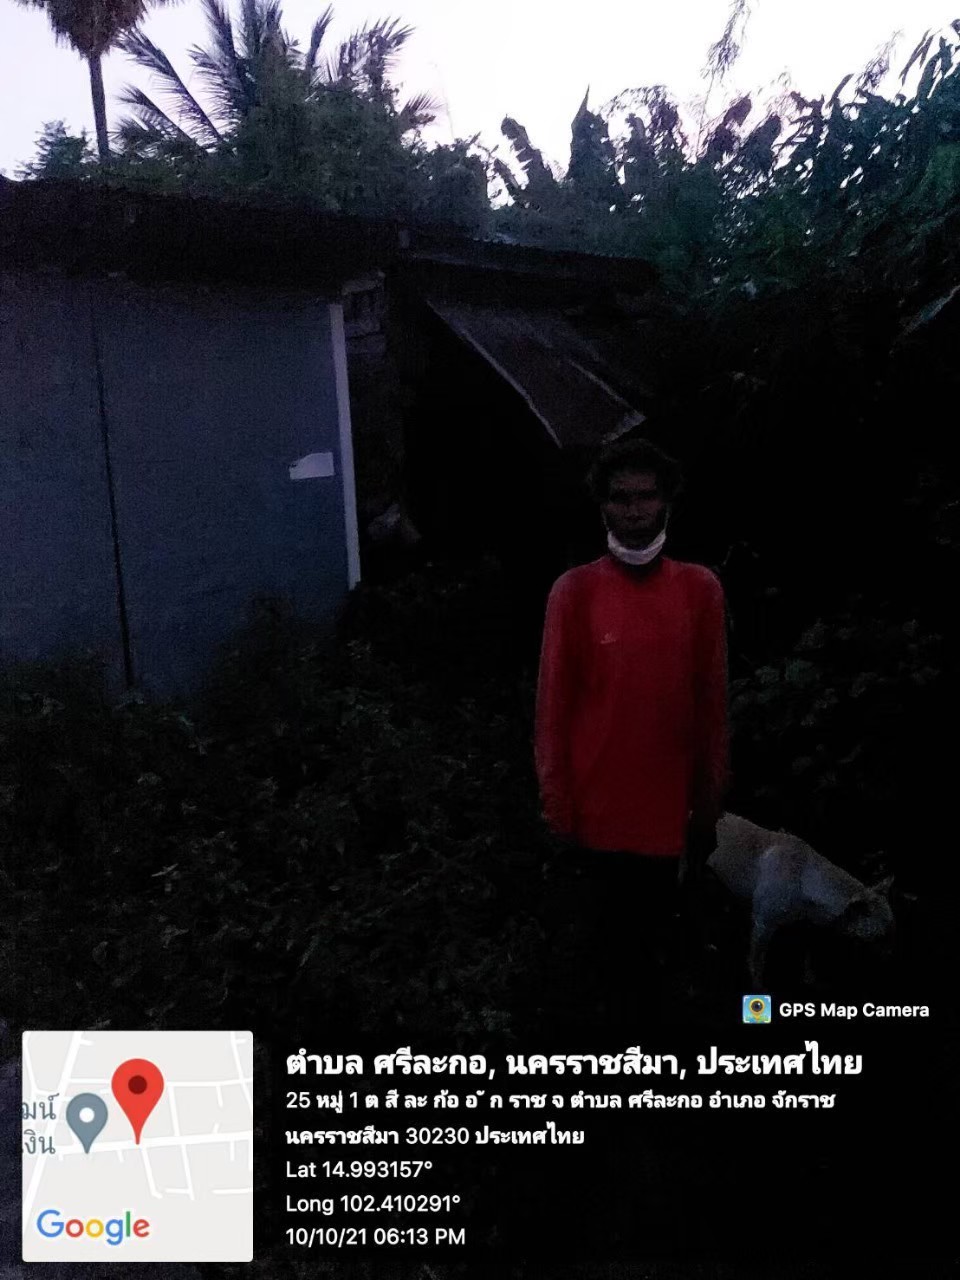 GPS Map Camera
ตำบล ศรีละกอ, นครราชสีมา, ประเทศไทย
25 หมู่ 1 ต สี ละ ก้อ อ ั ก ราช จ ตำบล ศรีละกอ อำเภอ จักราช
นครราชสีมา 30230 ประเทศไทย
Lat 14.993157°
Long 102.410291°
10/10/21 06:13 PM
ฒน์
งิน
Google